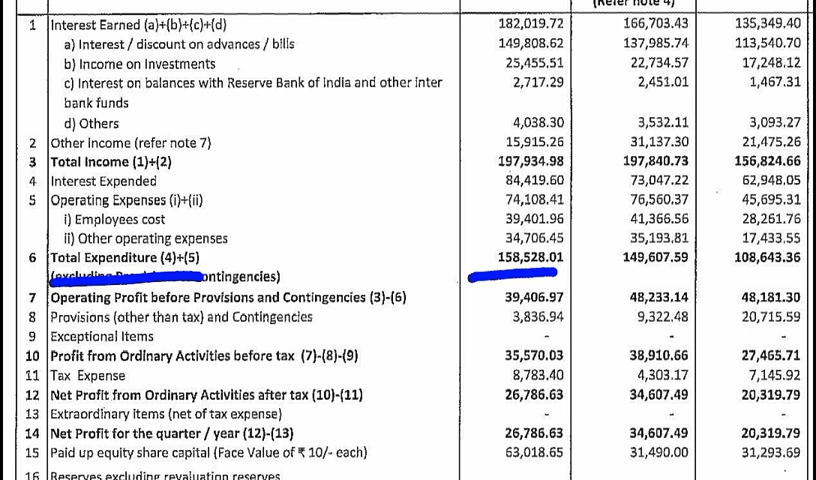 (Refer note 4)
1 Interest Earned (a)+(b)+(c)+(d) 182,019.72 166,703.43 135,349.40
a) Interest / discount on advances / bills 149,808.62 137,985.74 113,540.70
b) Income on Investments 25,455.51 22,734.57 17,248.12
c) Interest on balances with Reserve Bank of India and other inter 2,717.29 2,451.01 1,467.31
bank funds
d) Others 4,038.30 3,532.11 3,093.27
2 Other Income (refer note 7) 15,915.26 31,137.30 21,475.26
3 Total Income (1)+(2) 197,934.98 197,840.73 156,824.66
4 Interest Expended 84,419.60 73,047.22 62,948.05
5 Operating Expenses (i)+(ii) 74,108.41 76,560.37 45,695.31
i) Employees cost 39,401.96 41,366.56 28,261.76
ii) Other operating expenses 34,706.45 35,193.81 17,433.55
6 Total Expenditure (4)+(5) 158,528.01 149,607.59 108,643.36
(excluding ontingencies)
7 Operating Profit before Provisions and Contingencies (3)-(6) 39,406.97 48,233.14 48,181.30
8 Provisions (other than tax) and Contingencies 3,836.94 9,322.48 20,715.59
9 Exceptional Items - - -
10 Profit from Ordinary Activities before tax (7)-(8)-(9) 35,570.03 38,910.66 27,465.71
11 Tax Expense 8,783.40 4,303.17 7,145.92
12 Net Profit from Ordinary Activities after tax (10)-(11) 26,786.63 34,607.49 20,319.79
13 Extraordinary items (net of tax expense) - - -
14 Net Profit for the quarter / year (12)-(13) 26,786.63 34,607.49 20,319.79
15 Paid up equity share capital (Face Value of ₹ 10/- each) 63,018.65 31,490.00 31,293.69
16 Reserves excluding revaluation reserves